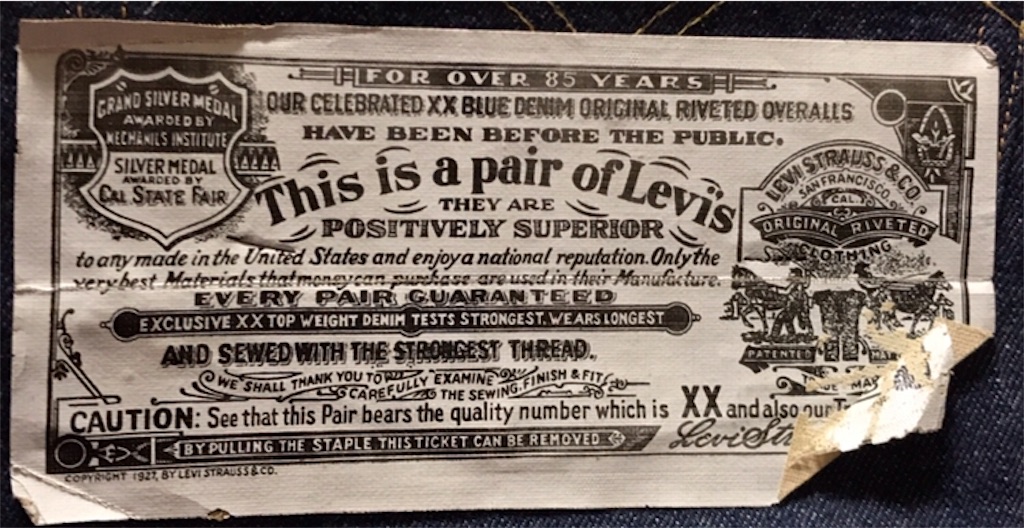 GRAND SILVER MEDAL
AWARDED BY
MECHANICS INSTITUTE
SILVER MEDAL
AWARDED BY
CAL STATE FAIR
FOR OVER 85 YEARS
OUR CELEBRATED XX BLUE DENIM ORIGINAL RIVETED OVERALLS
HAVE BEEN BEFORE THE PUBLIC.
This is a pair of Levi's
THEY ARE
POSITIVELY SUPERIOR
to any made in the United States and enjoy a national reputation. Only the
very best Materials that money can purchase are used in their Manufacture.
EVERY PAIR GUARANTEED
EXCLUSIVE XX TOP WEIGHT DENIM TESTS STRONGEST, WEARS LONGEST
AND SEWED WITH THE STRONGEST THREAD.
WE SHALL THANK YOU TO
CAREFULLY EXAMINE
THE SEWING, FINISH & FIT
CAUTION: See that this Pair bears the quality number which is XX and also our
Levi
BY PULLING THE STAPLE THIS TICKET CAN BE REMOVED
COPYRIGHT 1927, BY LEVI STRAUSS & CO.
LEVI STRAUSS & CO.
SAN FRANCISCO,
CAL.
ORIGINAL RIVETED
CLOTHING
PATENTED